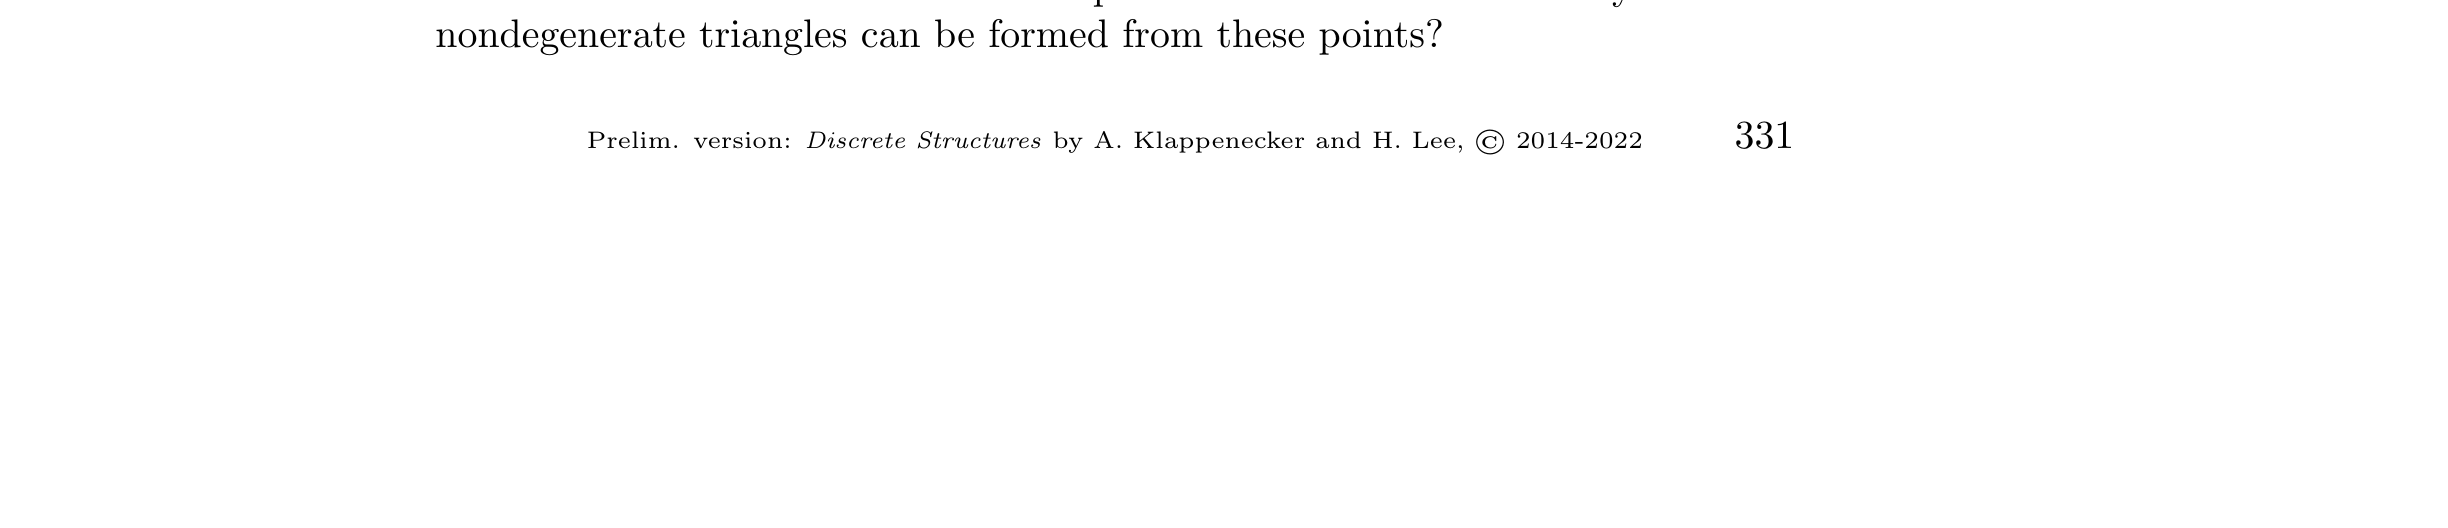 nondegenerate triangles can be formed from these points?
Prelim. version: Discrete Structures by A. Klappenecker and H. Lee, © 2014-2022 331